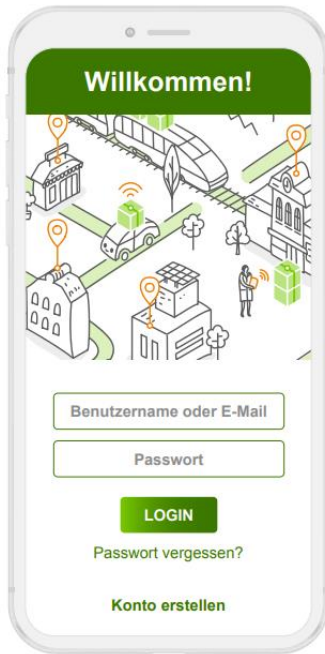 Willkommen!
Benutzername oder E-Mail
Passwort
LOGIN
Passwort vergessen?
Konto erstellen